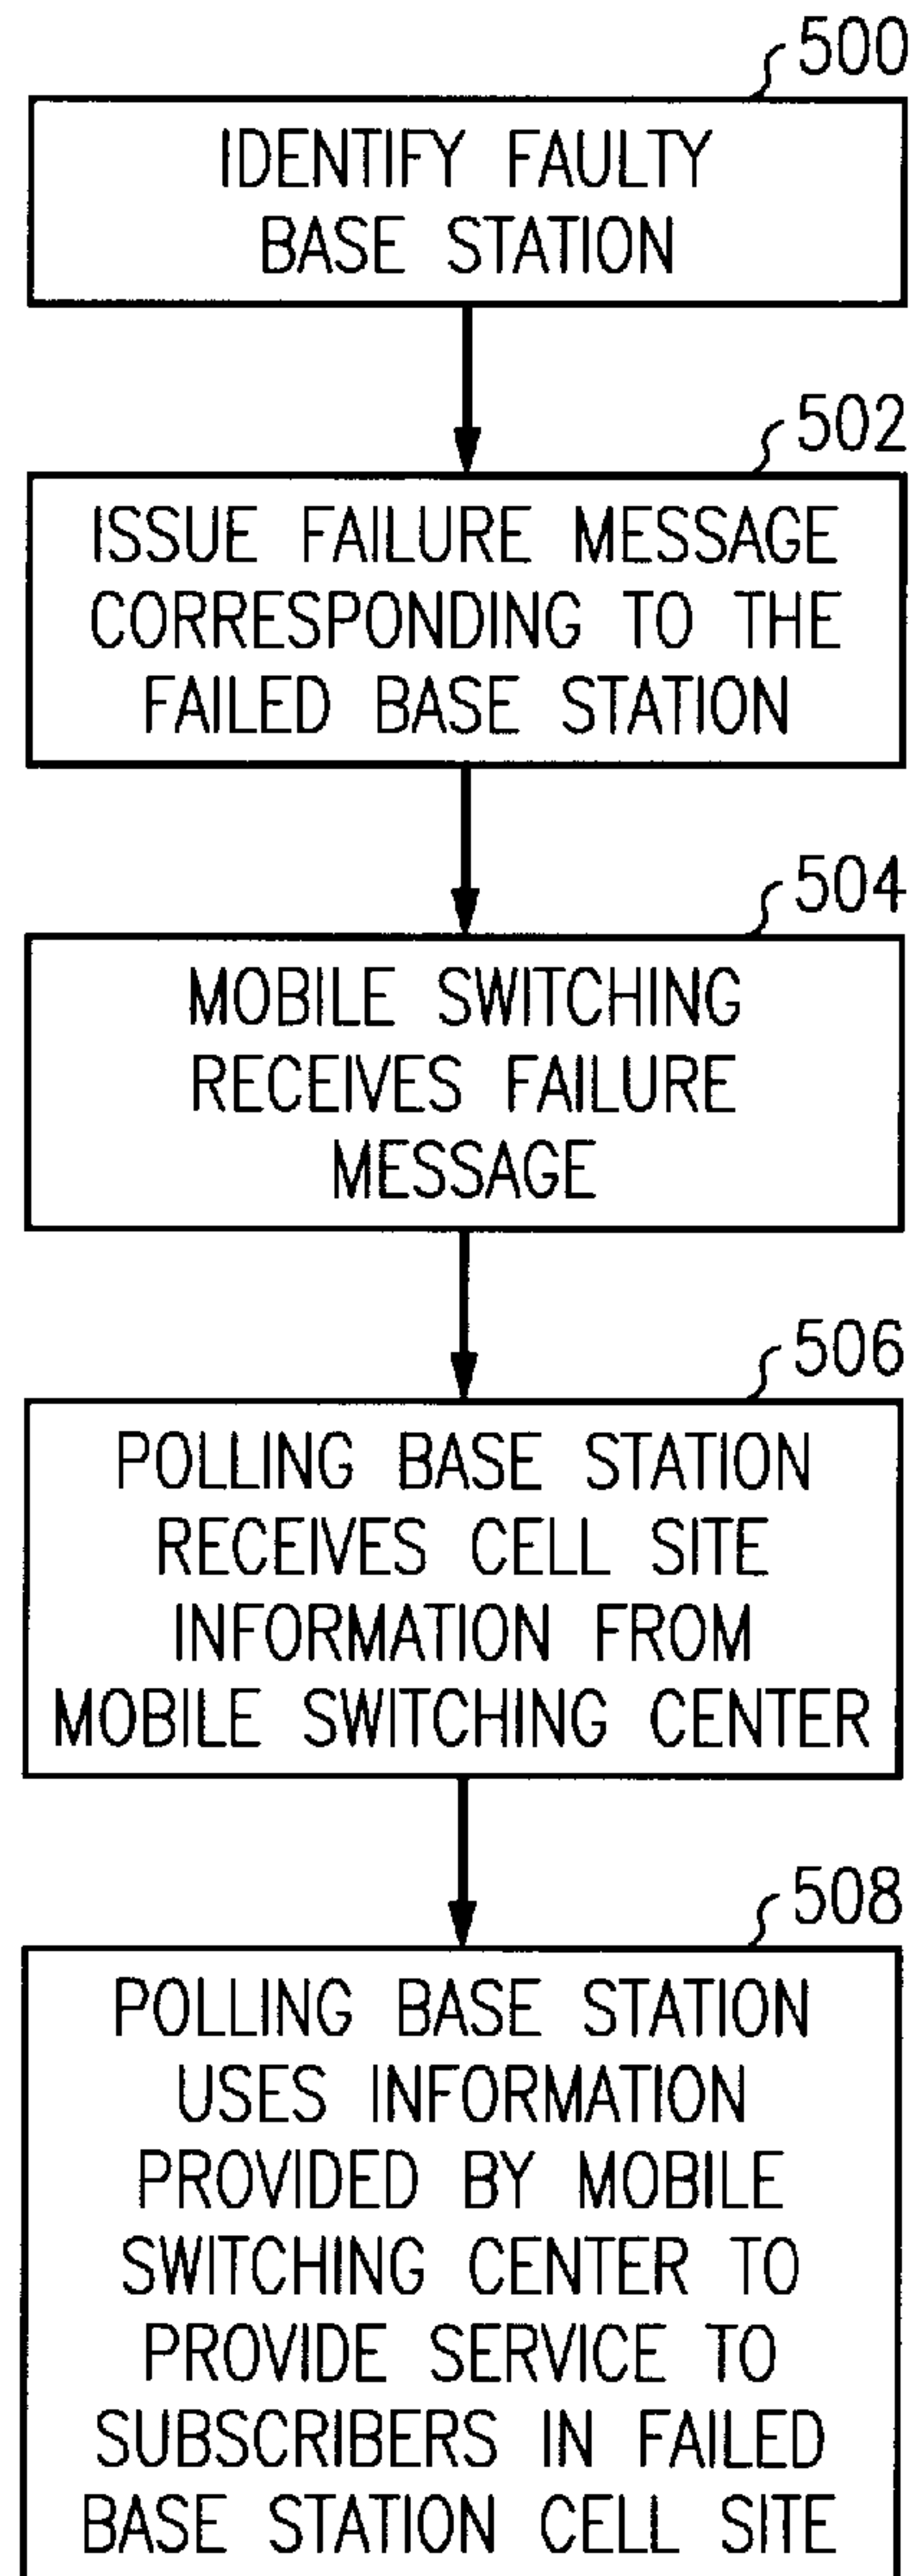 500
IDENTIFY FAULTY
BASE STATION
502
ISSUE FAILURE MESSAGE
CORRESPONDING TO THE
FAILED BASE STATION
504
MOBILE SWITCHING
RECEIVES FAILURE
MESSAGE
506
POLLING BASE STATION
RECEIVES CELL SITE
INFORMATION FROM
MOBILE SWITCHING CENTER
508
POLLING BASE STATION
USES INFORMATION
PROVIDED BY MOBILE
SWITCHING CENTER TO
PROVIDE SERVICE TO
SUBSCRIBERS IN FAILED
BASE STATION CELL SITE